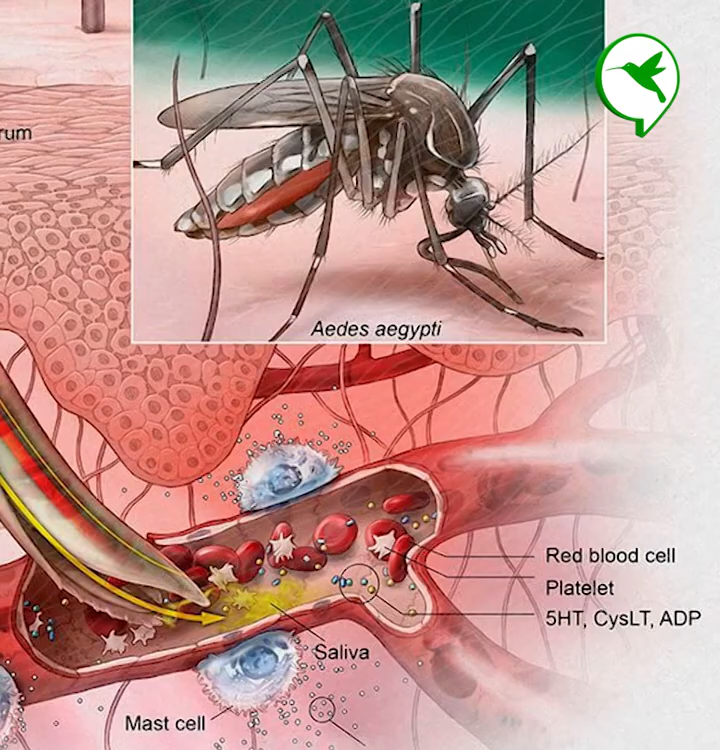 rum
Aedes aegypti
Red blood cell
Platelet
5HT, CysLT, ADP
Saliva
Mast cell